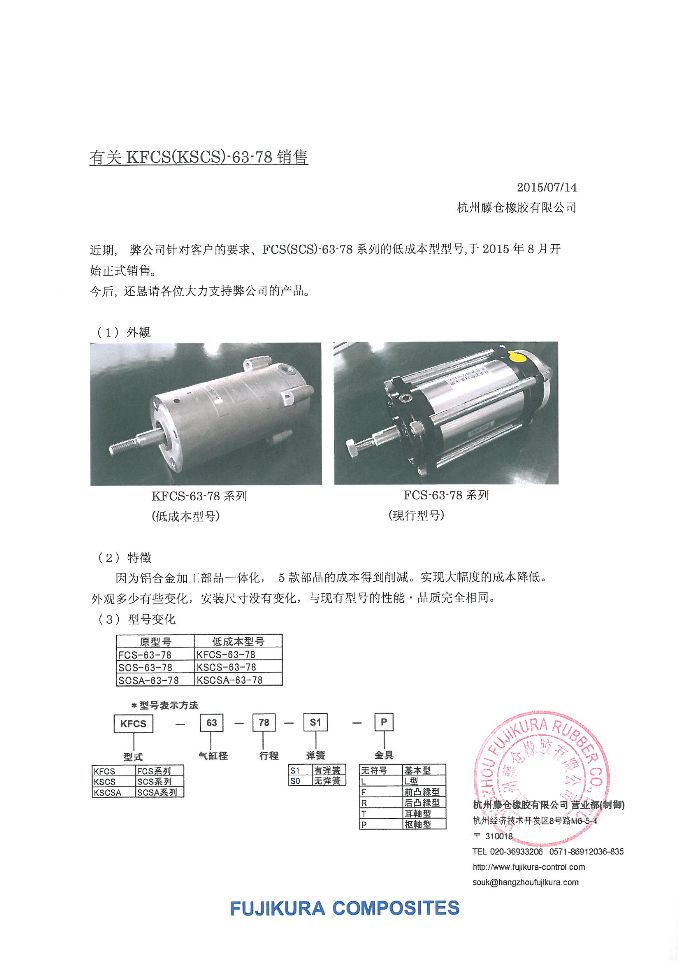 有关 KFCS(KSCS)-63-78 销售
2015/07/14
杭州藤仓橡胶有限公司
近期, 弊公司针对客户的要求、FCS(SCS)-63-78 系列的低成本型型号,于 2015 年 8 月开
始正式销售。
今后, 还恳请各位大力支持弊公司的产品。
(1) 外観
KFCS-63-78 系列 FCS-63-78 系列
(低成本型号) (現行型号)
(2) 特徵
因为铝合金加工部品一体化, 5 款部品的成本得到削减。实现大幅度的成本降低。
外观多少有些变化，安装尺寸没有变化，与现有型号的性能・品质完全相同。
(3) 型号变化
原型号 低成本型号
FCS-63-78 KFCS-63-78
SCS-63-78 KSCS-63-78
SCSA-63-78 KSCSA-63-78
＊型号表示方法
KFCS — 63 — 78 — S1 — P
型式 气缸径 行程 弹簧 金具
KFCS FCS系列
KSCS SCS系列
KSCSA SCSA系列
S1 有弹簧
S0 无弹簧
无符号 基本型
L L型
F 前凸缘型
R 后凸缘型
T 耳軸型
P 枢軸型
HANGZHOU FUJIKURA RUBBER CO.
杭州藤仓橡胶有限公司
杭州藤仓橡胶有限公司 营业部(制御)
杭州经济技术开发区8号路M6-5-4
〒 310018
TEL 020-36933206 0571-86912036-835
http://www.fujikura-control.com
souk@hangzhoufujikura.com
FUJIKURA COMPOSITES